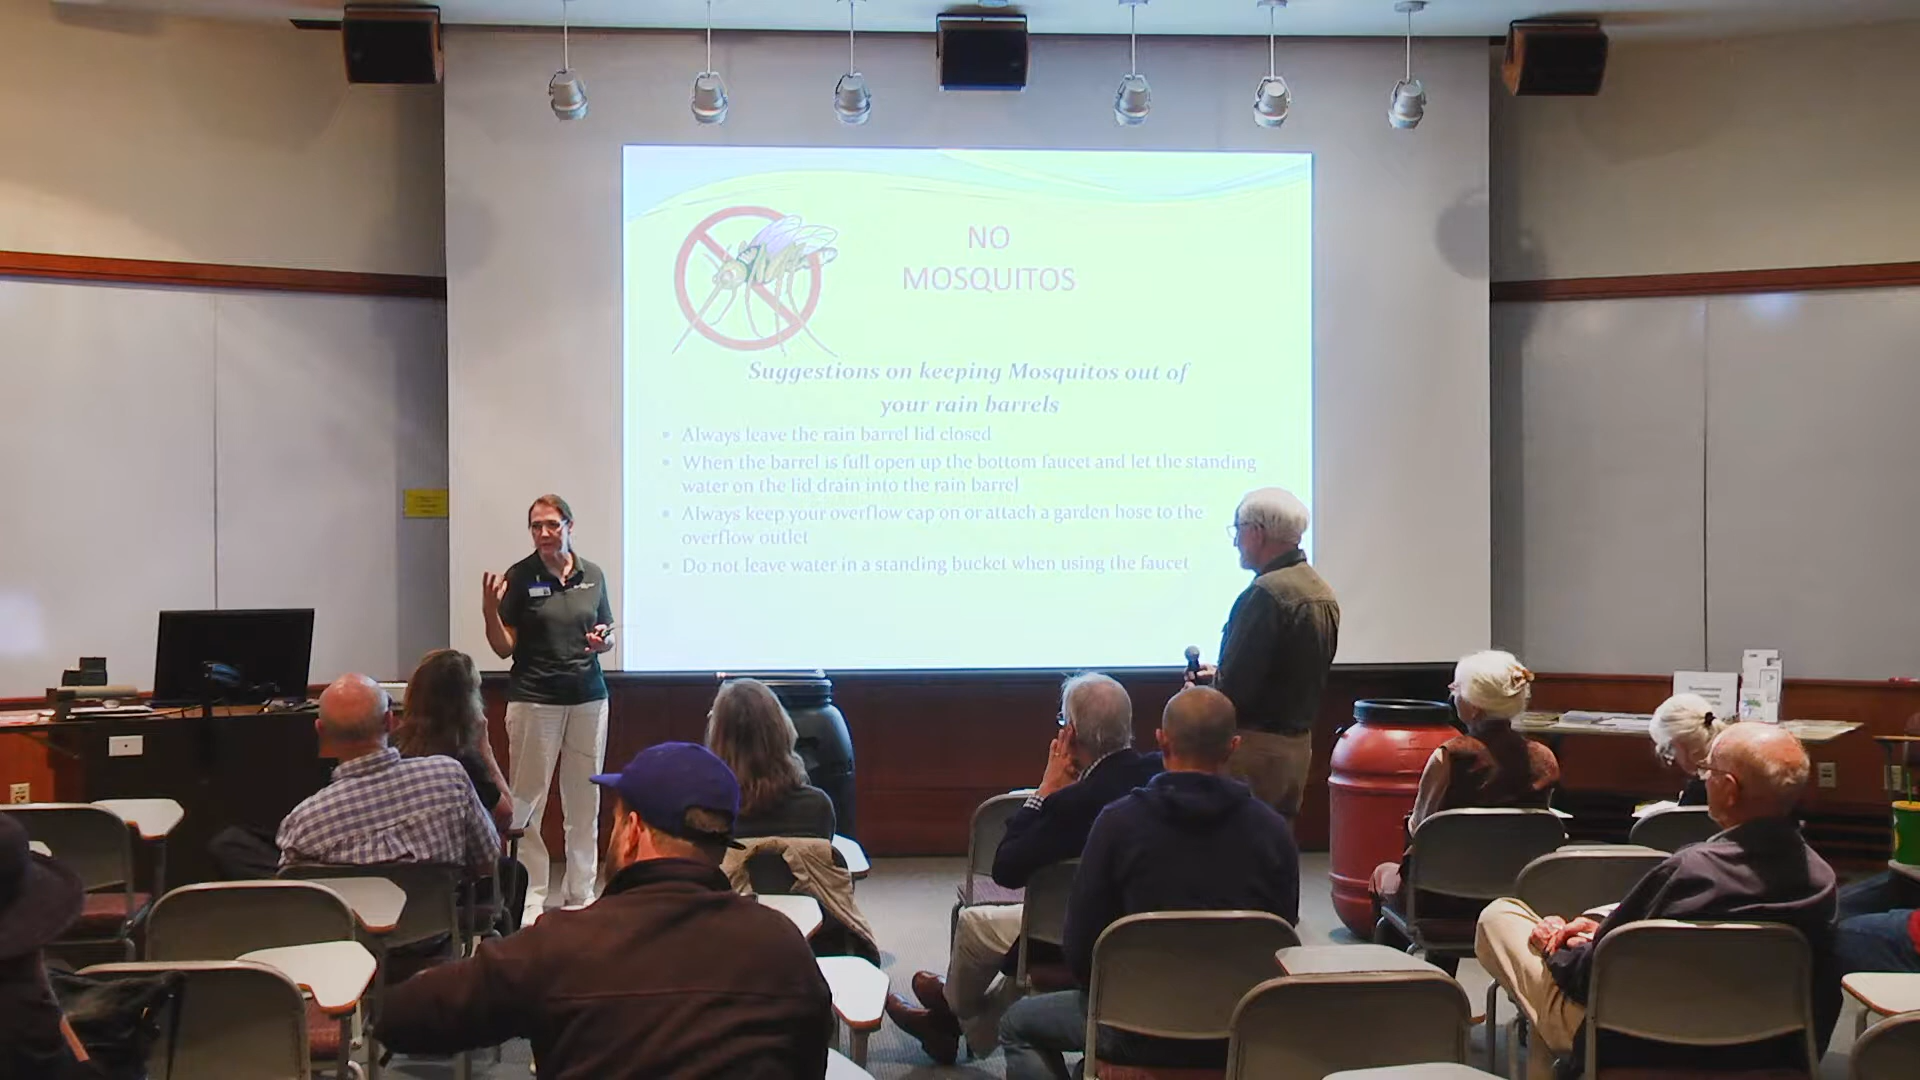 NO
MOSQUITOS
Suggestions on keeping Mosquitos out of
your rain barrels
• Always leave the rain barrel lid closed
• When the barrel is full open up the bottom faucet and let the standing
water on the lid drain into the rain barrel
• Always keep your overflow cap on or attach a garden hose to the
overflow outlet
• Do not leave water in a standing bucket when using the faucet